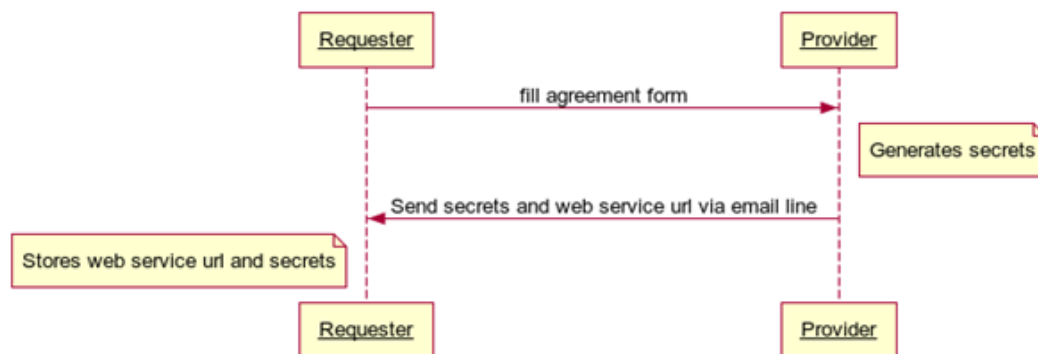 Requester
Provider
fill agreement form
Generates secrets
Send secrets and web service url via email line
Stores web service url and secrets
Requester
Provider